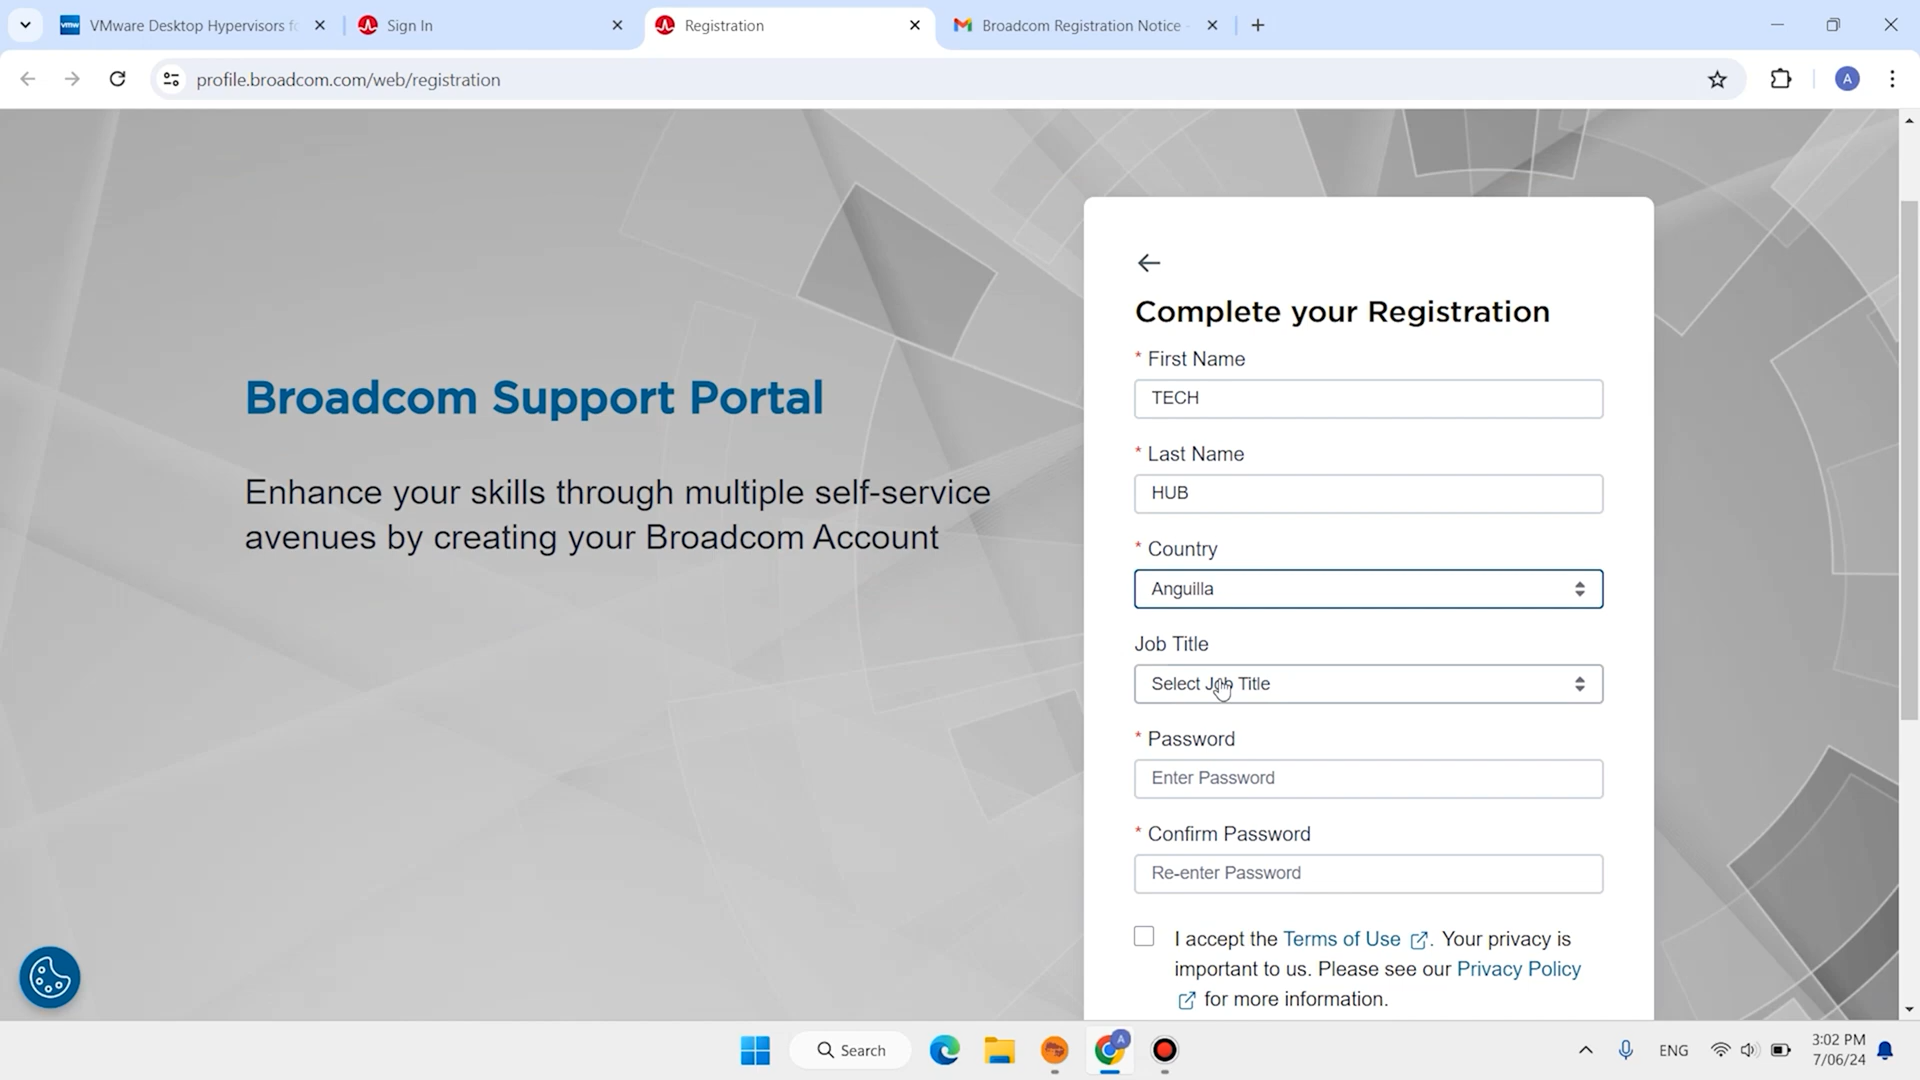 VMware Desktop Hypervisors fo
Sign In
Registration
Broadcom Registration Notice -
profile.broadcom.com/web/registration
A
Broadcom Support Portal
Enhance your skills through multiple self-service
avenues by creating your Broadcom Account
Complete your Registration
* First Name
TECH
* Last Name
HUB
* Country
Anguilla
Job Title
Select Job Title
* Password
Enter Password
* Confirm Password
Re-enter Password
I accept the Terms of Use . Your privacy is
important to us. Please see our Privacy Policy
for more information.
Search
A
ENG
3:02 PM
7/06/24